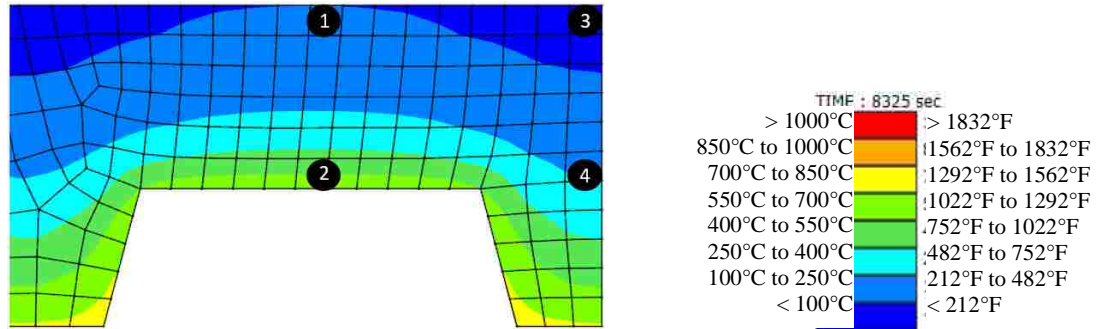 1
3
2
4
TIME : 8325 sec
> 1000°C > 1832°F
850°C to 1000°C 1562°F to 1832°F
700°C to 850°C 1292°F to 1562°F
550°C to 700°C 1022°F to 1292°F
400°C to 550°C 752°F to 1022°F
250°C to 400°C 482°F to 752°F
100°C to 250°C 212°F to 482°F
< 100°C < 212°F